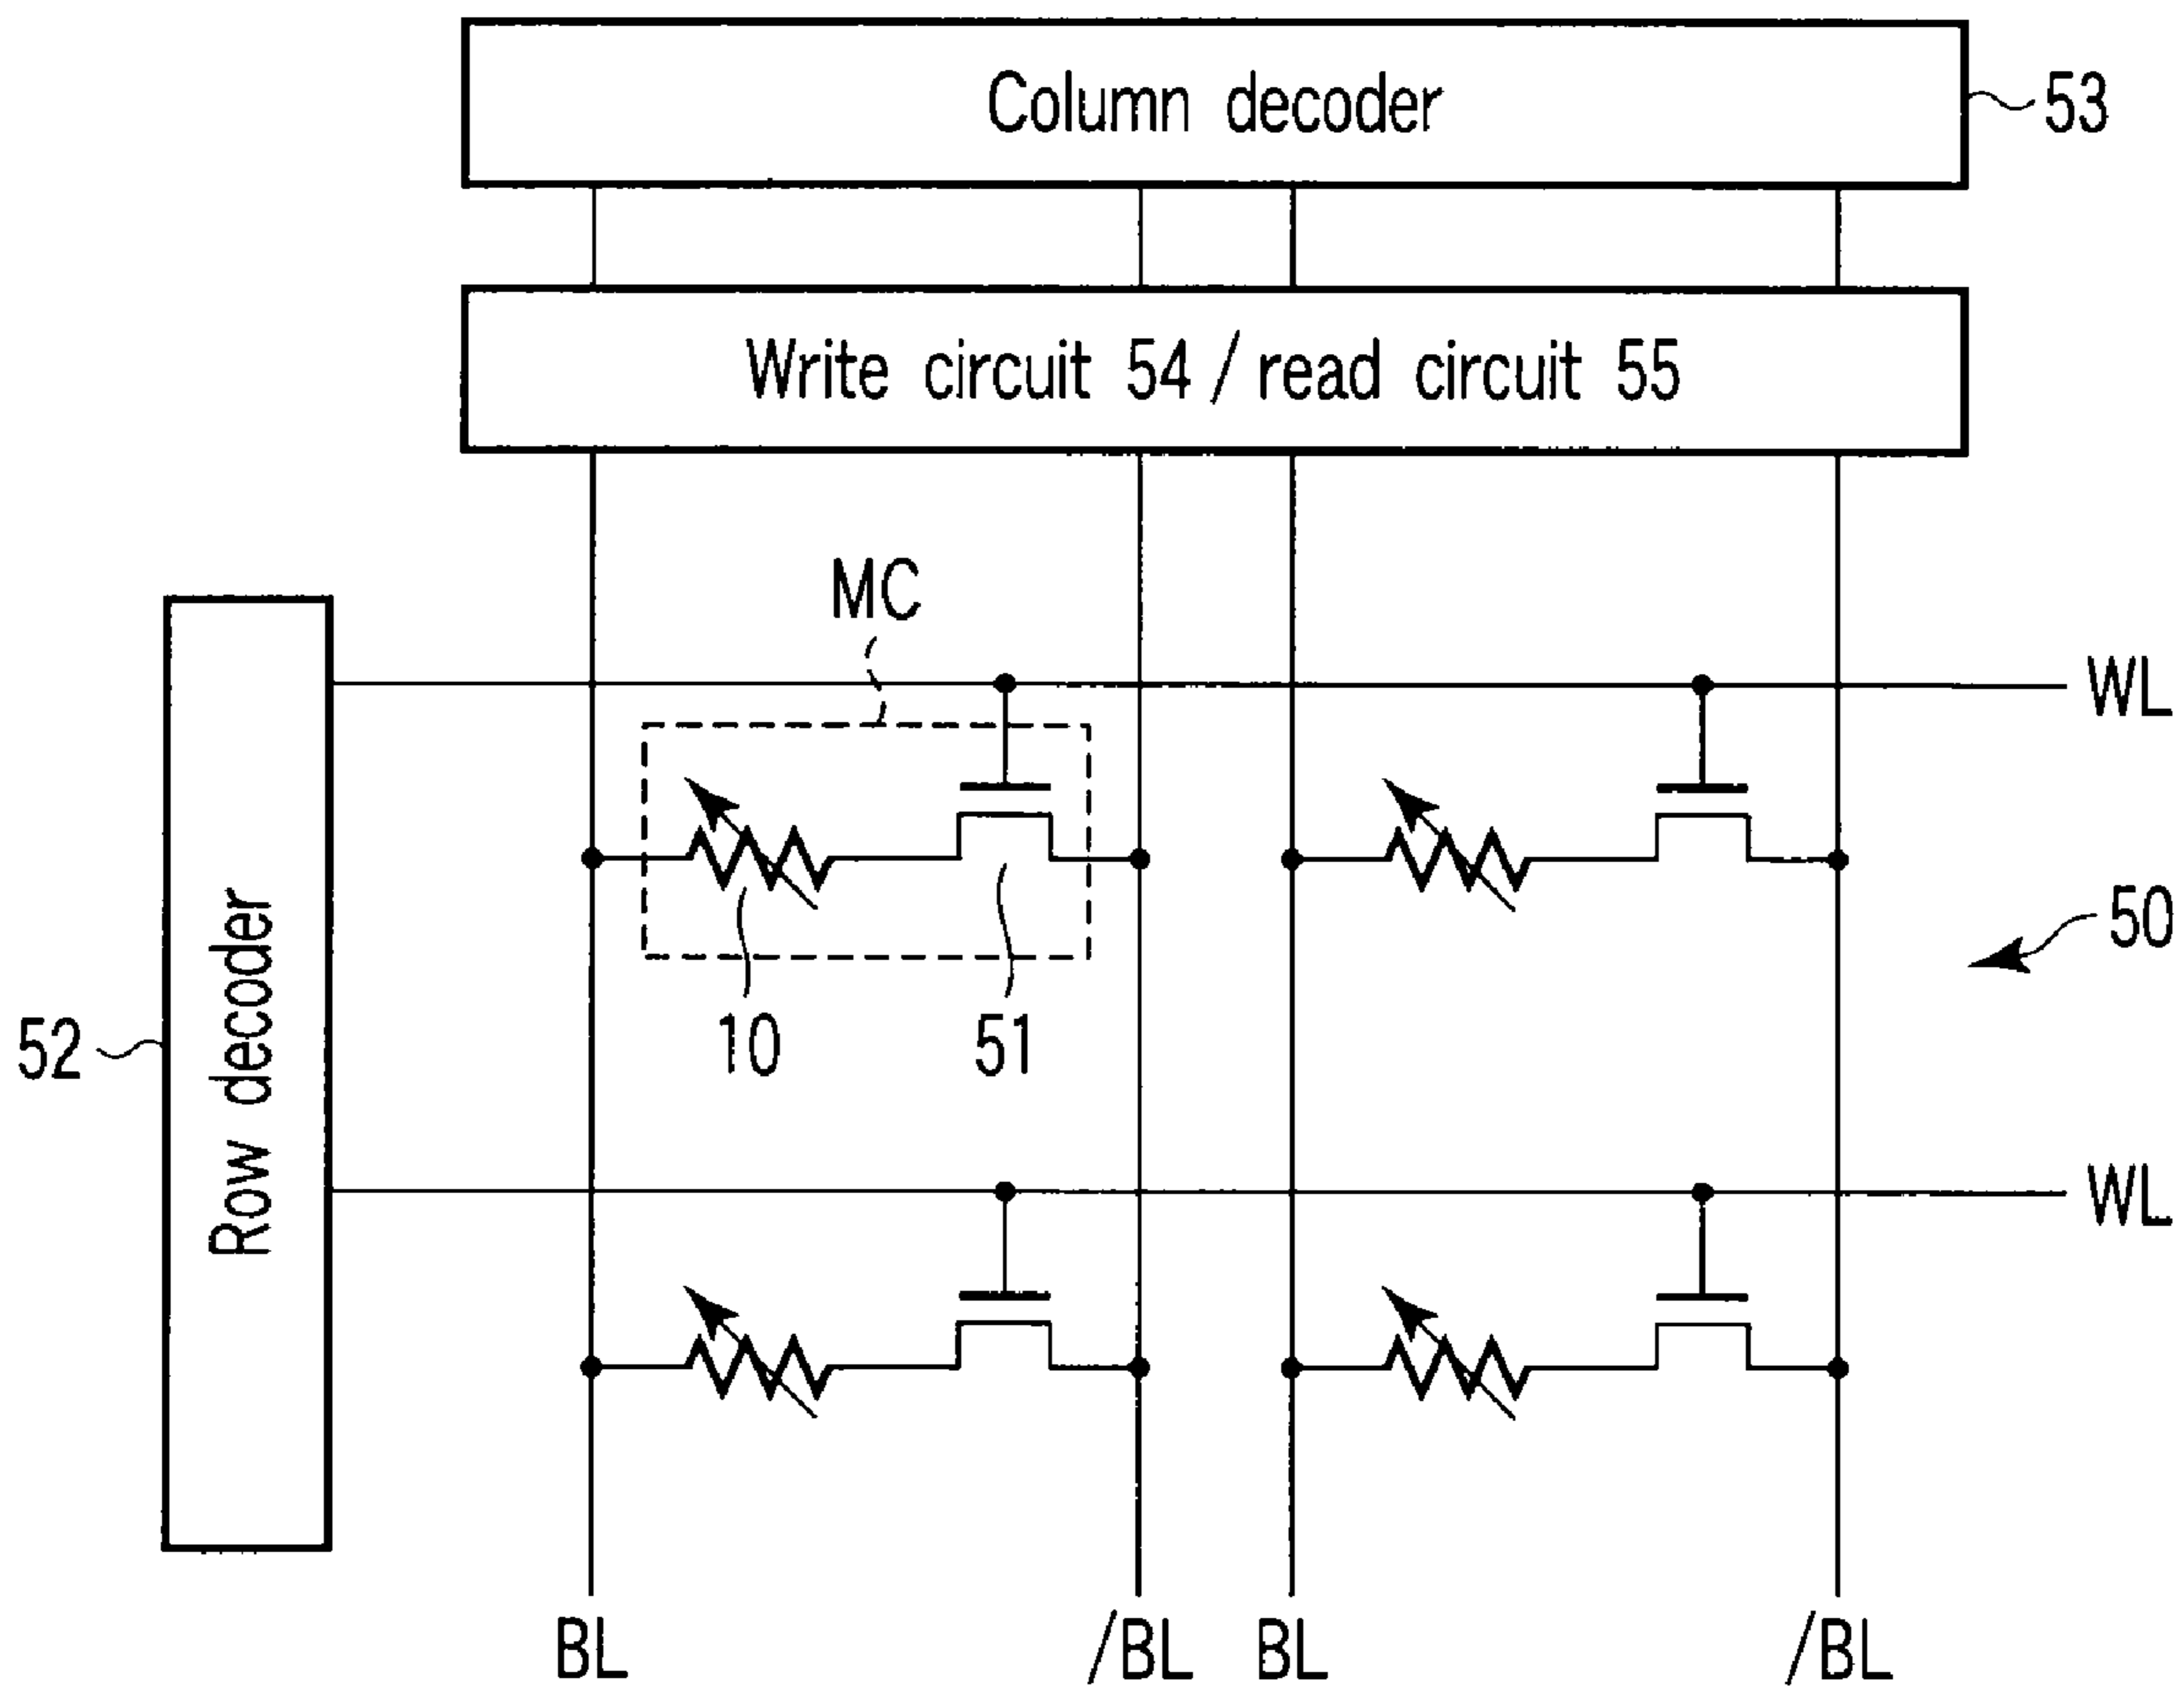 Column decoder
53
Write circuit 54 / read circuit 55
MC
WL
50
10
51
52
Row decoder
WL
BL
/BL
BL
/BL